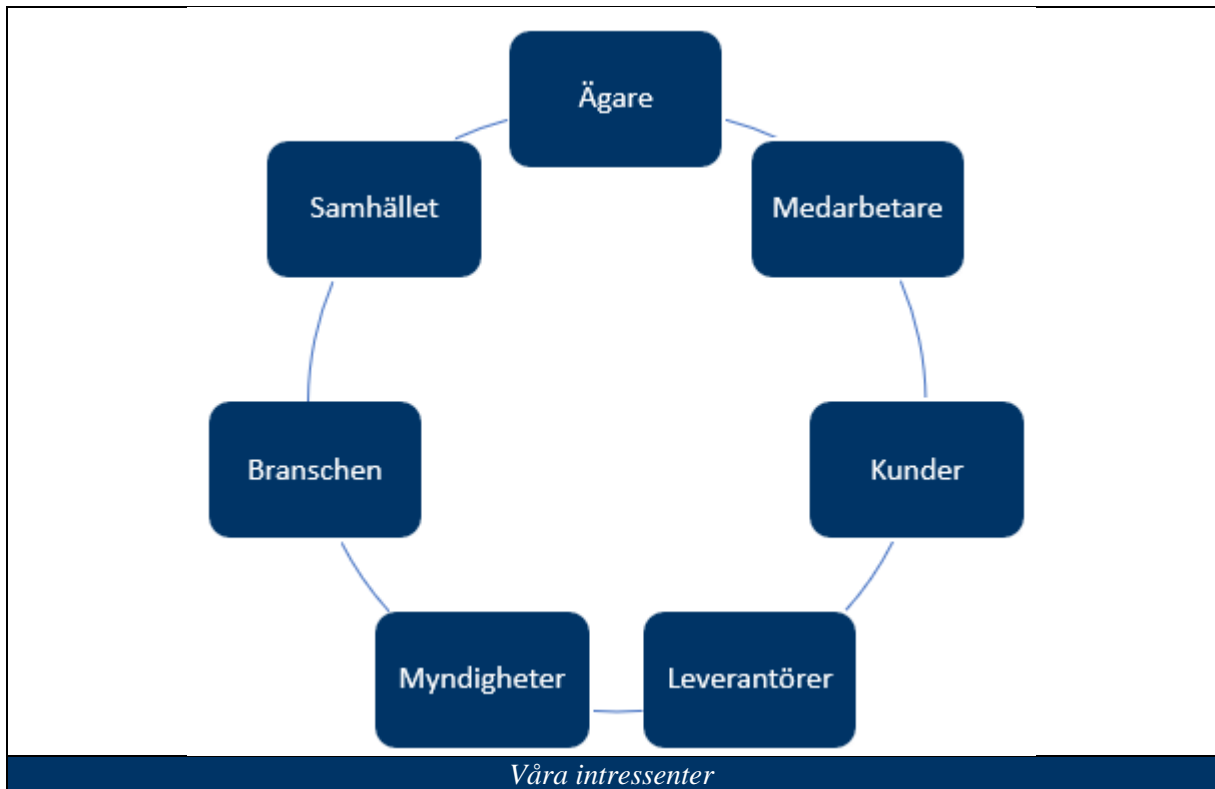 Ägare
Samhället
Medarbetare
Branschen
Kunder
Myndigheter
Leverantörer
Våra intressenter